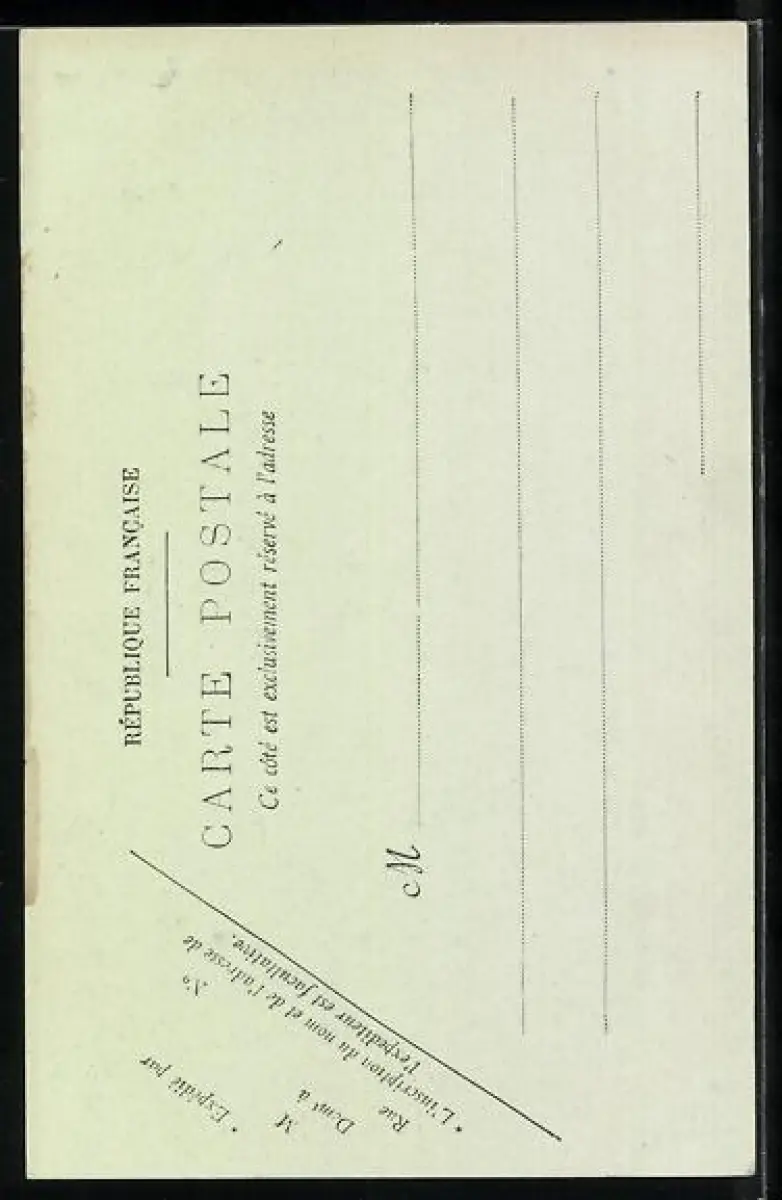 RÉPUBLIQUE FRANÇAISE
CARTE POSTALE
Ce côté est exclusivement réservé à l'adresse
M
* Expédié par
M
Demt à
Rue
N°
* L'inscription du nom et de l'adresse de
l'expéditeur est facultative.